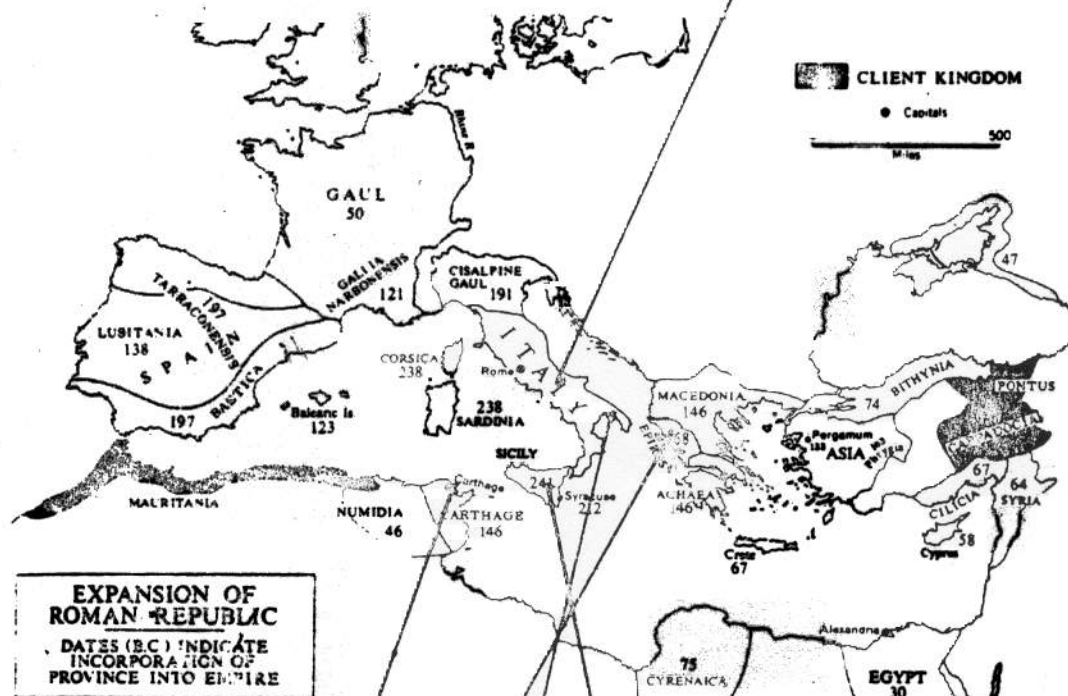 CLIENT KINGDOM
Capitals
500
Miles
Rhine R.
GAUL
50
47
GALLIA
NARBONENSIS
121
CISALPINE
GAUL
191
TARRACONENSIS
197
LUSITANIA
138
SPAIN
BAETICA
197
Balearic Is
123
CORSICA
238
Rome
ITALY
238
SARDINIA
SICILY
241
Syracuse
212
MACEDONIA
146
EPIRUS
ACHAEA
146
BITHYNIA
74
PONTUS
CAPPADOCIA
Pergamum
133
ASIA
Phrygia
67
CILICIA
64
SYRIA
58
Cyprus
Crete
67
MAURITANIA
NUMIDIA
46
Carthage
CARTHAGE
146
EXPANSION OF
ROMAN REPUBLIC
DATES (B.C.) INDICATE
INCORPORATION OF
PROVINCE INTO EMPIRE
Alexandria
75
CYRENAICA
EGYPT
30